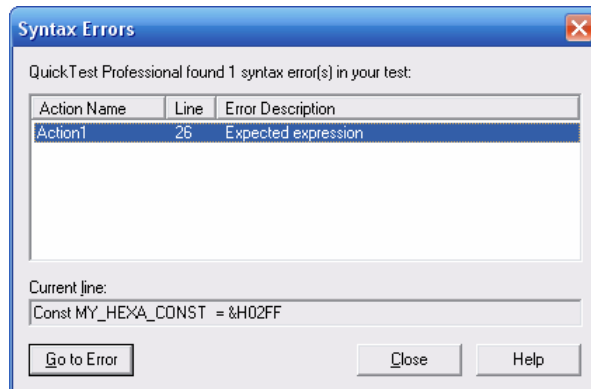 Syntax Errors
QuickTest Professional found 1 syntax error(s) in your test:
Action Name Line Error Description
Action1 26 Expected expression
Current line:
Const MY_HEXA_CONST = &H02FF
Go to Error Close Help